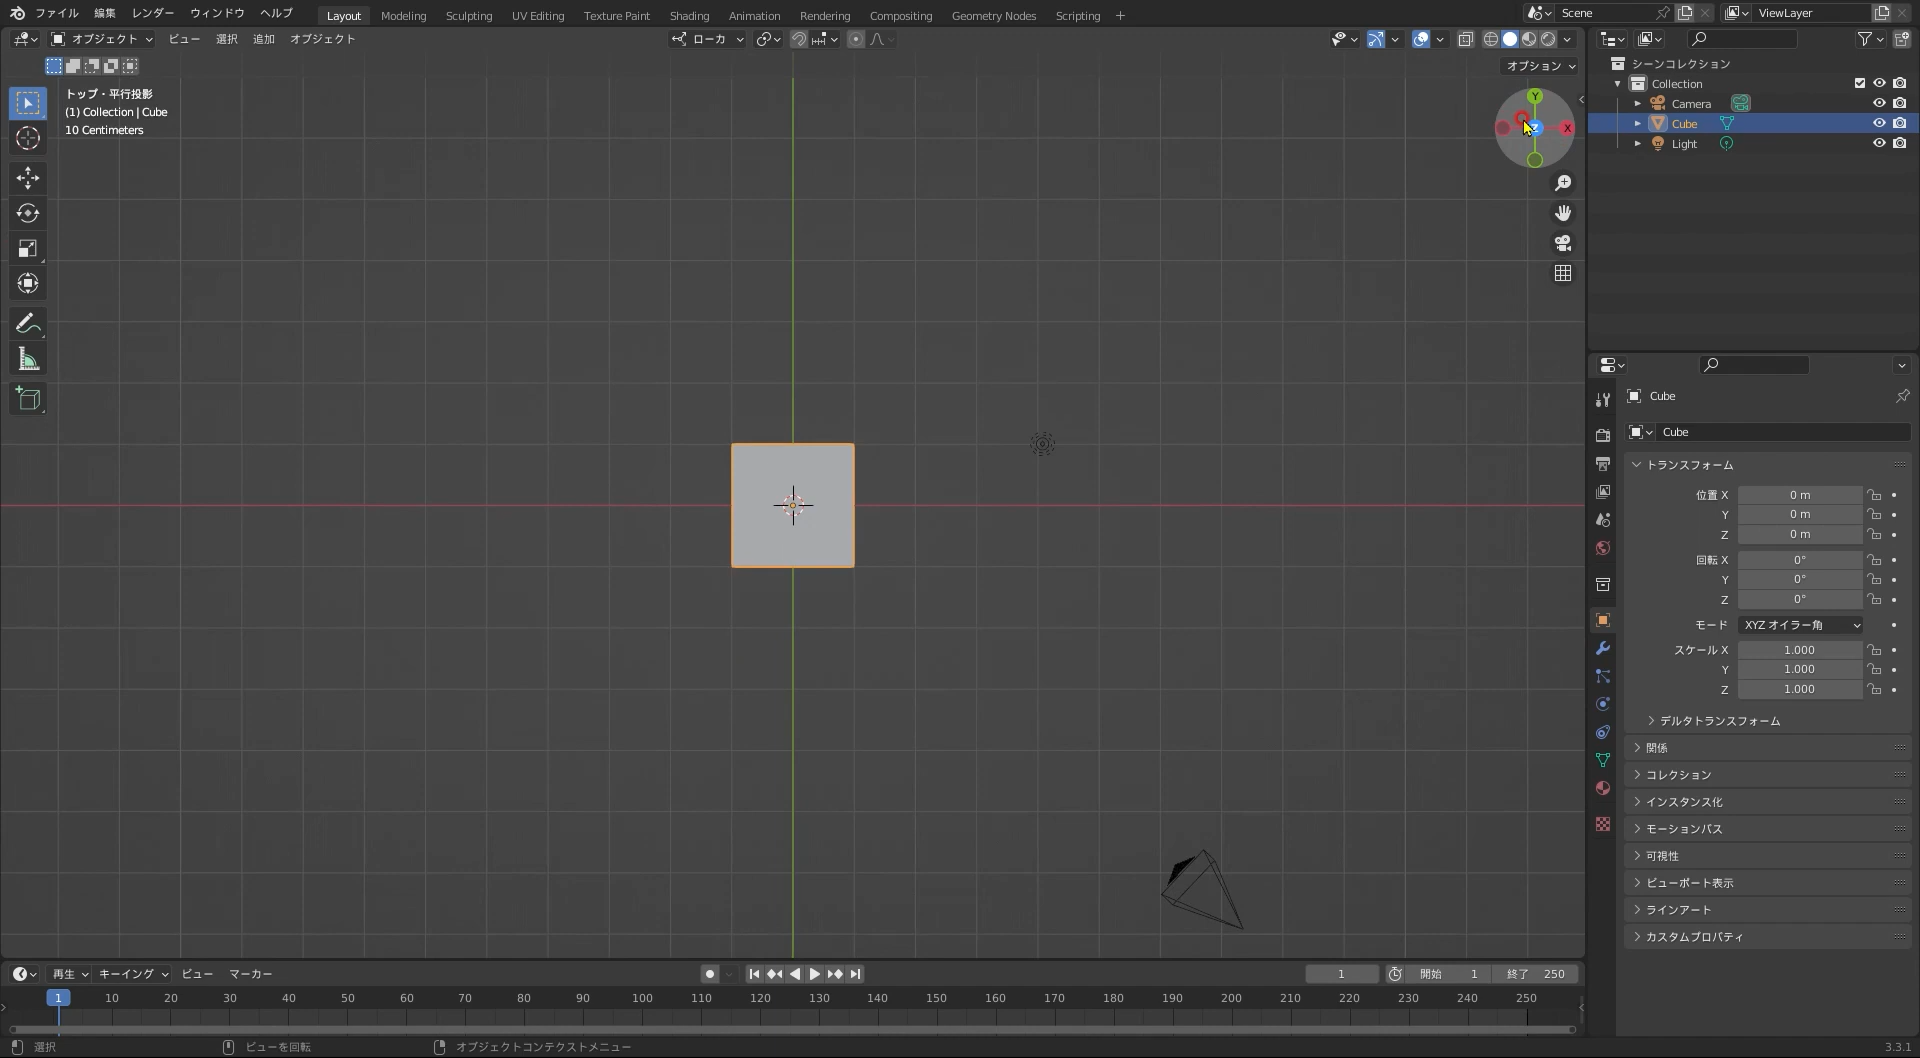 ファイル 編集 レンダー ウィンドウ ヘルプ Layout Modeling Sculpting UV Editing Texture Paint Shading Animation Rendering Compositing Geometry Nodes Scripting + Scene ViewLayer
オブジェクト ビュー 選択 追加 オブジェクト ローカ
オプション
トップ・平行投影
(1) Collection | Cube
10 Centimeters
Y
Z
X
シーンコレクション
Collection
Camera
Cube
Light
Cube
Cube
トランスフォーム
位置 X 0 m
Y 0 m
Z 0 m
回転 X 0°
Y 0°
Z 0°
モード XYZ オイラー角
スケール X 1.000
Y 1.000
Z 1.000
デルタトランスフォーム
関係
コレクション
インスタンス化
モーションパス
可視性
ビューポート表示
ラインアート
カスタムプロパティ
再生 キーイング ビュー マーカー 1 開始 1 終了 250
1 10 20 30 40 50 60 70 80 90 100 110 120 130 140 150 160 170 180 190 200 210 220 230 240 250
選択 ビューを回転 オブジェクトコンテクストメニュー 3.3.1